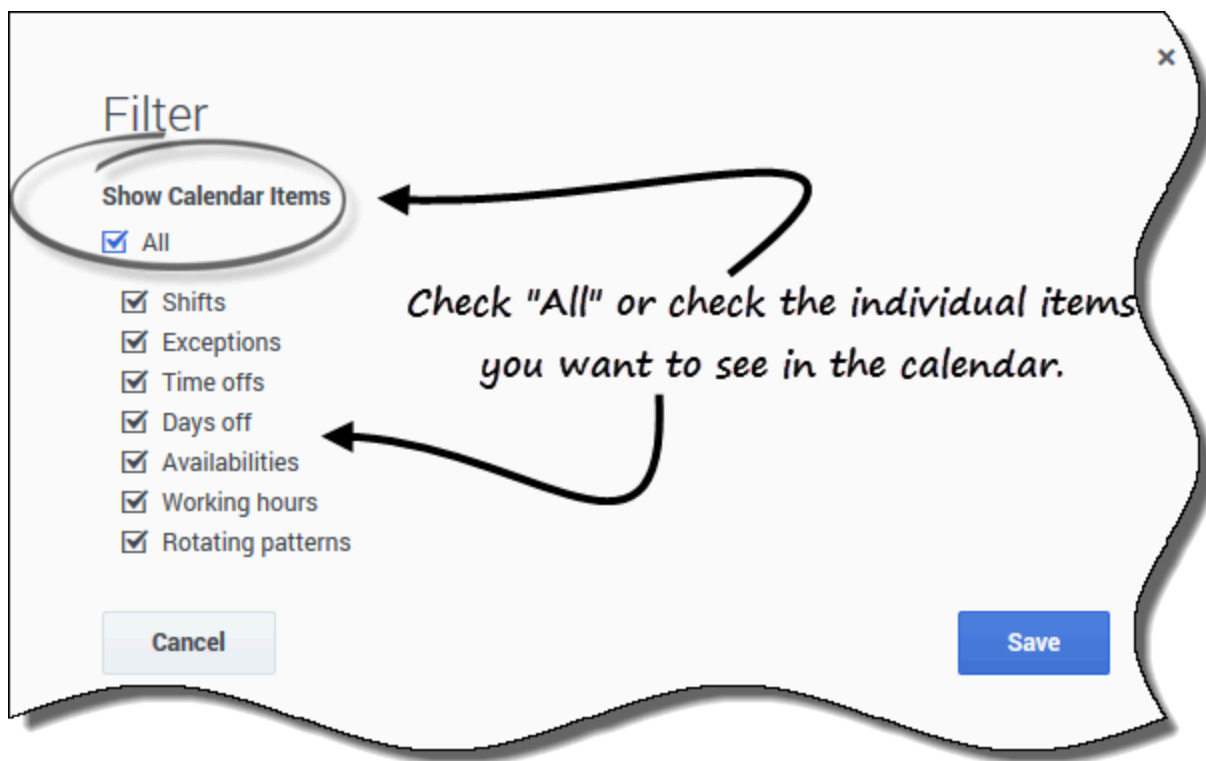 Filter
Show Calendar Items
All
Shifts
Exceptions
Time offs
Days off
Availabilities
Working hours
Rotating patterns
Check "All" or check the individual items
you want to see in the calendar.
Cancel
Save